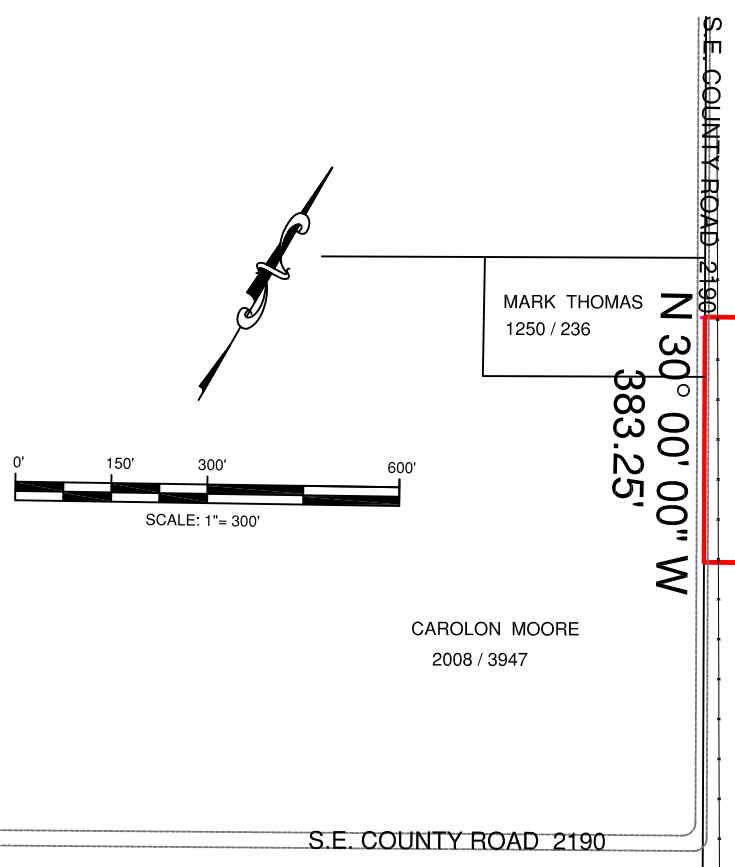 S.E. COUNTY ROAD 2190
MARK THOMAS
1250 / 236
N 30° 00' 00" W
383.25'
0' 150' 300' 600'
SCALE: 1"= 300'
CAROLON MOORE
2008 / 3947
S.E. COUNTY ROAD 2190